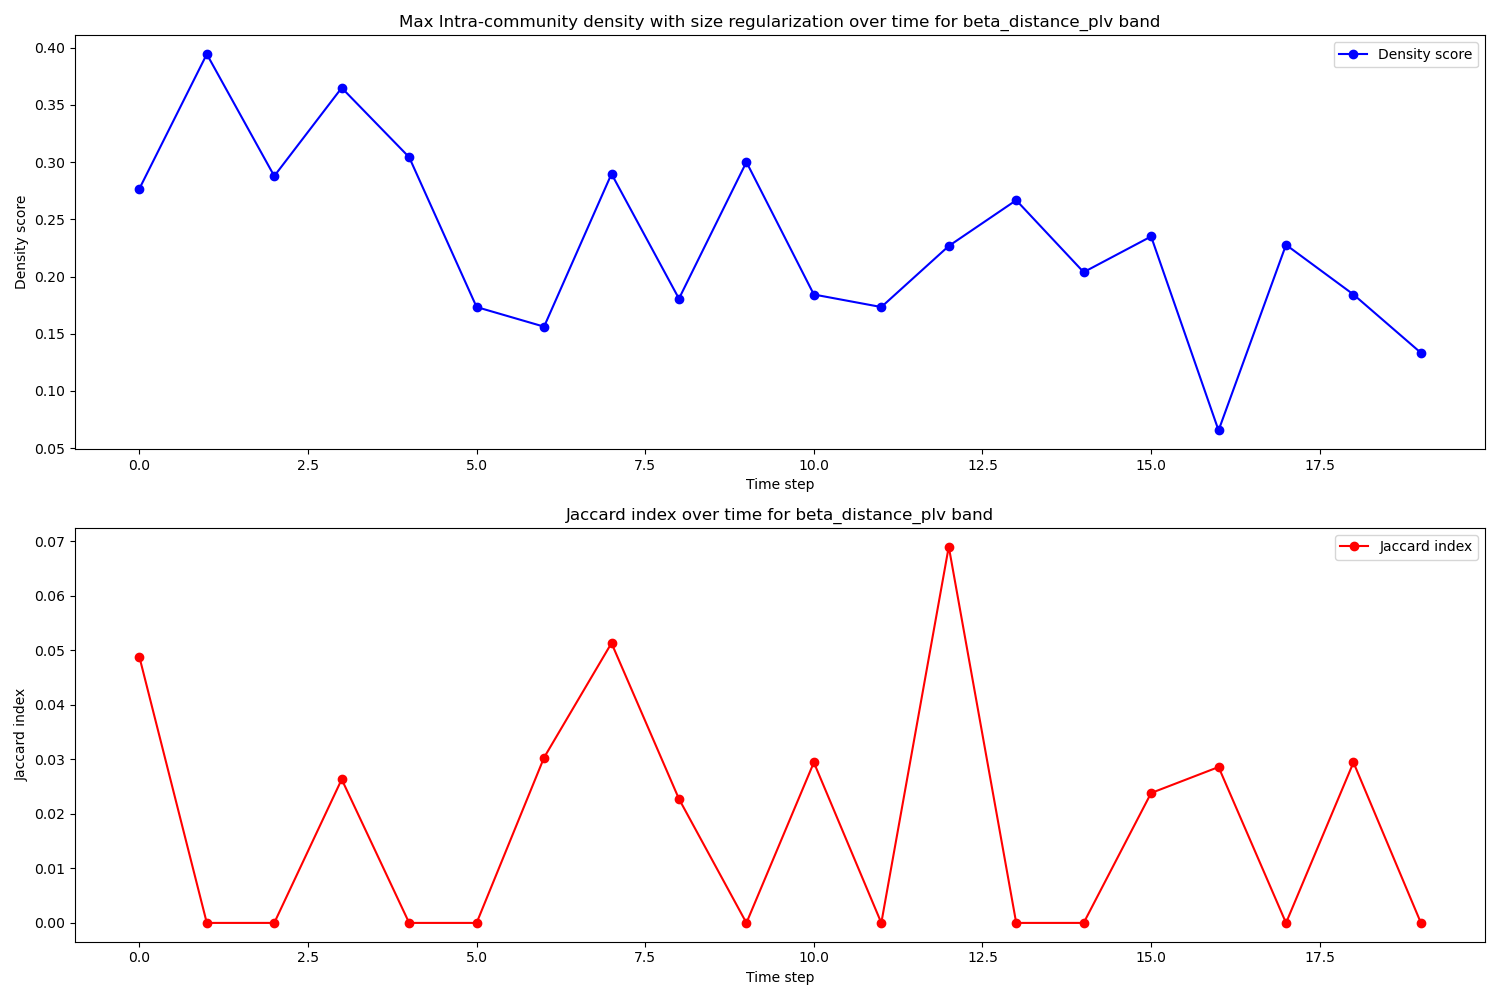 Max Intra-community density with size regularization over time for beta_distance_plv band
0.40
0.35
0.30
0.25
0.20
0.15
0.10
0.05
Density score
Density score
0.0 2.5 5.0 7.5 10.0 12.5 15.0 17.5
Time step
Jaccard index over time for beta_distance_plv band
0.07
0.06
0.05
0.04
0.03
0.02
0.01
0.00
Jaccard index
Jaccard index
0.0 2.5 5.0 7.5 10.0 12.5 15.0 17.5
Time step